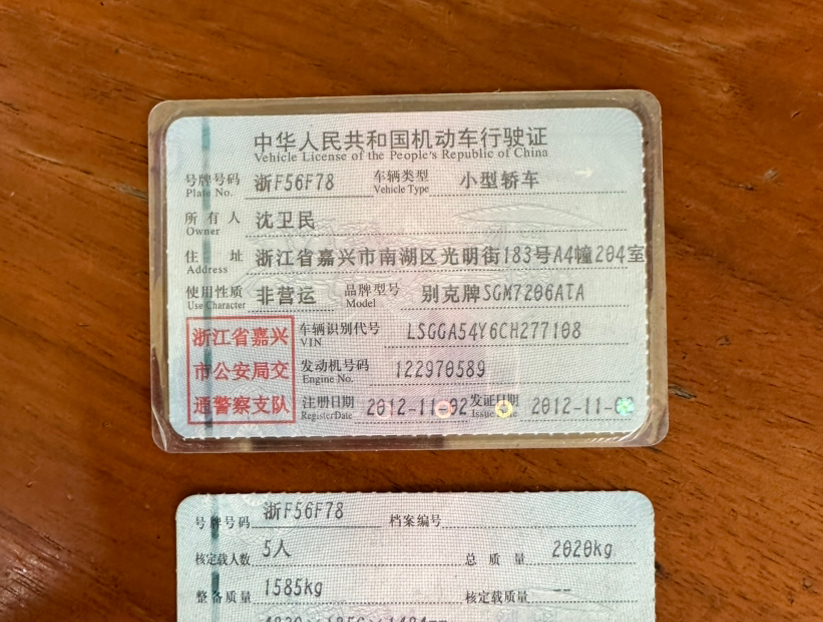 中华人民共和国机动车行驶证
Vehicle License of the People's Republic of China
号牌号码 浙F56F78 车辆类型 小型轿车
Plate No. Vehicle Type
所有人 沈卫民
Owner
住址 浙江省嘉兴市南湖区光明街183号A4幢204室
Address
使用性质 非营运 品牌型号 别克牌SGM7206ATA
Use Character Model
浙江省嘉兴 车辆识别代号 LSGGA54Y6CH277108
VIN
市公安局交 发动机号码 122970589
Engine No.
通警察支队 注册日期 2012-11-02 发证日期 2012-11-02
Register Date Issue
号牌号码 浙F56F78 档案编号
核定载人数 5人 总质量 2020kg
整备质量 1585kg 核定载质量 --